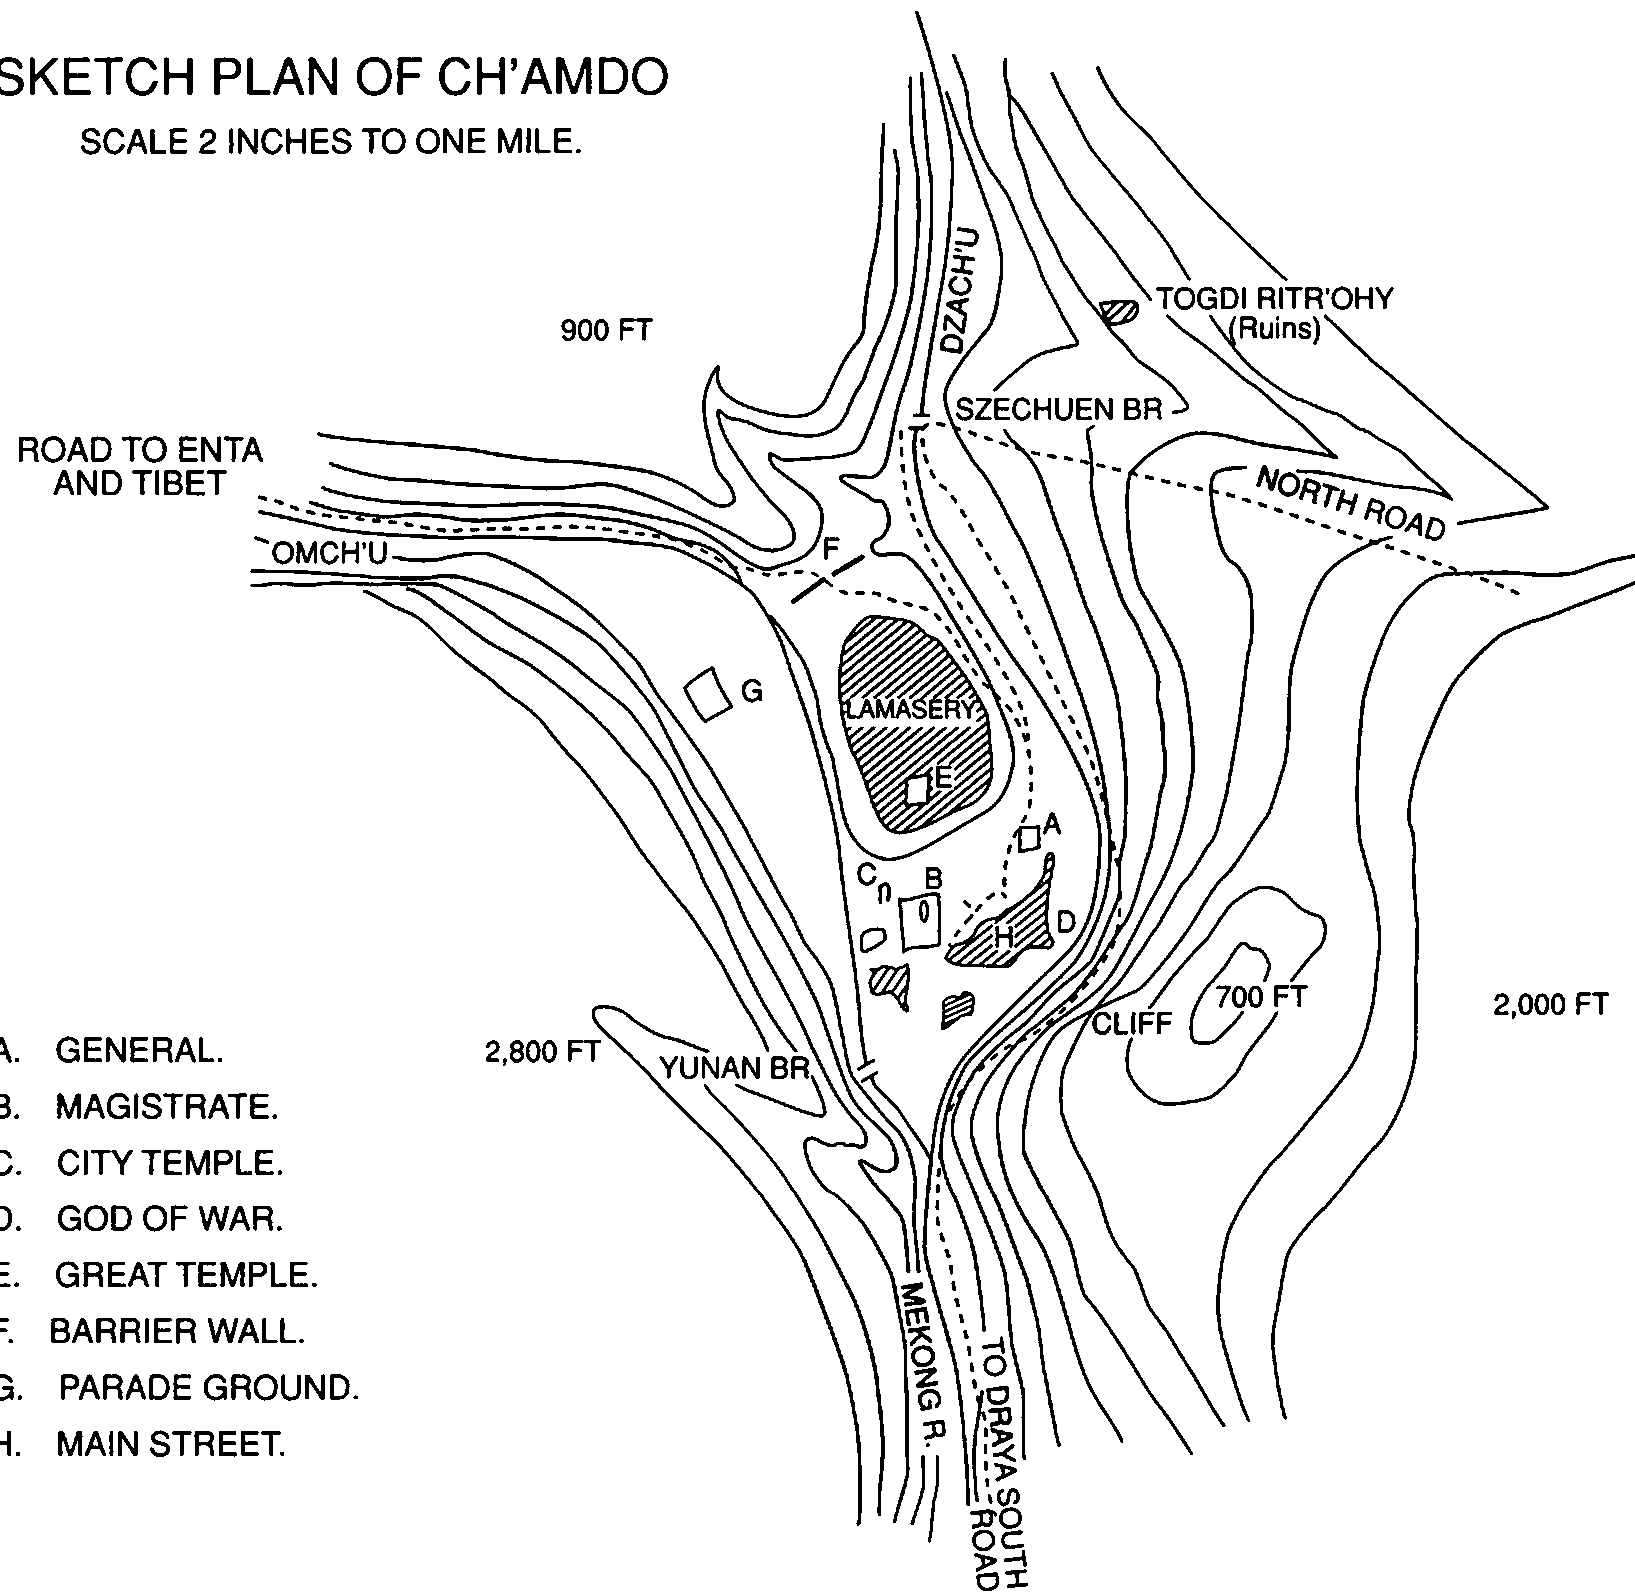 SKETCH PLAN OF CH'AMDO
SCALE 2 INCHES TO ONE MILE.
DZACH'U
TOGDI RITR'OHY
(Ruins)
900 FT
SZECHUEN BR
ROAD TO ENTA
AND TIBET
NORTH ROAD
OMCH'U
F
G
LAMASERY
E
A
C
B
D
H
700 FT
CLIFF
2,000 FT
2,800 FT
YUNAN BR
MEKONG R.
TO DRAYA SOUTH
ROAD
A. GENERAL.
B. MAGISTRATE.
C. CITY TEMPLE.
D. GOD OF WAR.
E. GREAT TEMPLE.
F. BARRIER WALL.
G. PARADE GROUND.
H. MAIN STREET.